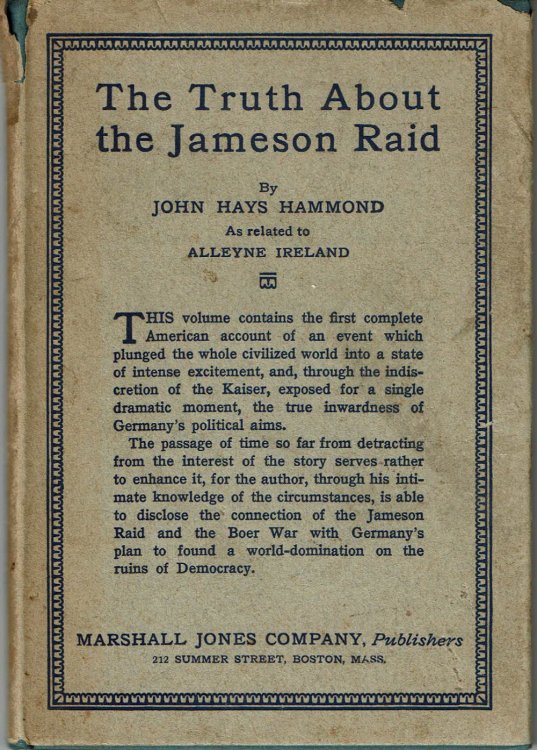 The Truth About
the Jameson Raid
By
JOHN HAYS HAMMOND
As related to
ALLEYNE IRELAND
THIS volume contains the first complete
American account of an event which
plunged the whole civilized world into a state
of intense excitement, and, through the indis-
cretion of the Kaiser, exposed for a single
dramatic moment, the true inwardness of
Germany's political aims.
The passage of time so far from detracting
from the interest of the story serves rather
to enhance it, for the author, through his inti-
mate knowledge of the circumstances, is able
to disclose the connection of the Jameson
Raid and the Boer War with Germany's
plan to found a world-domination on the
ruins of Democracy.
MARSHALL JONES COMPANY, Publishers
212 SUMMER STREET, BOSTON, MASS.